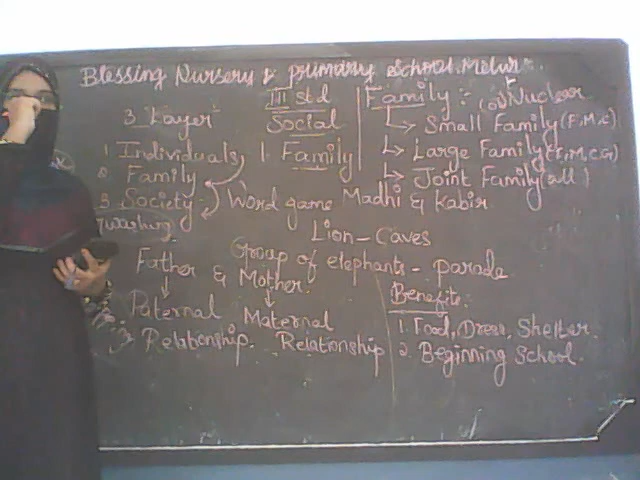 Blessing Nursery & primary School. Melur.
III std
3 Layer
Social
1. Individuals
2. Family
3. Society
1. Family
Family :- (or) Nuclear
Small Family (F, M, C)
Large Family (F, M, C, G)
Joint Family (all)
Word game Madhi & Kabir
Lion - Caves
Group of elephants - parade
Father & Mother
Paternal Maternal
Relationship. Relationship
Benefits:
1. Food, Dress, Shelter.
2. Beginning School.